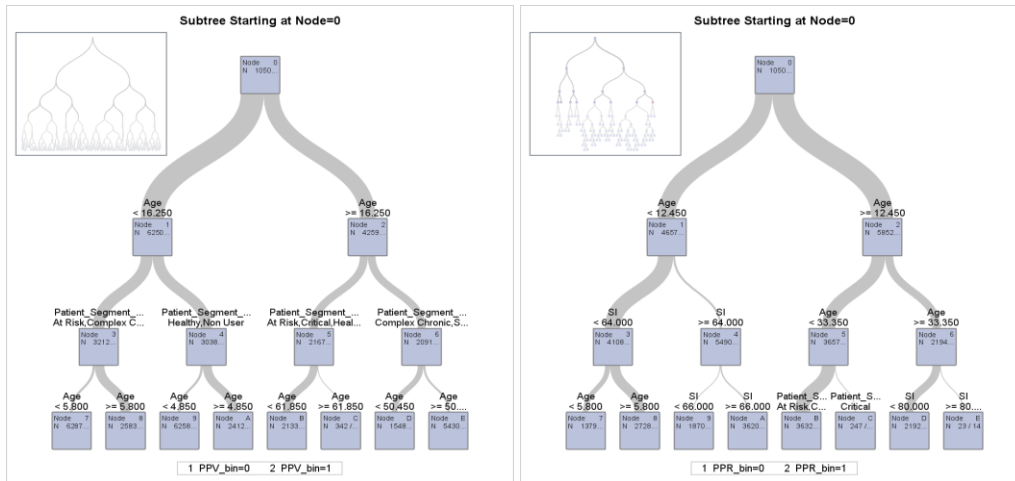 Subtree Starting at Node=0
Node 0
N 1050...
Age Age
< 16.250 >= 16.250
Node 1 Node 2
N 6250... N 4259...
Patient_Segment_... Patient_Segment_... Patient_Segment_... Patient_Segment_...
At Risk,Complex C... Healthy,Non User At Risk,Critical,Heal... Complex Chronic,S...
Node 3 Node 4 Node 5 Node 6
N 3212... N 3038... N 2167... N 2091...
Age Age Age Age Age Age Age Age
< 5.800 >= 5.800 < 4.850 >= 4.850 < 61.850 >= 61.850 < 50.450 >= 50....
Node 7 Node 8 Node 9 Node A Node B Node C Node D Node E
N 6287... N 2583... N 6258... N 2412... N 2133... N 342 /... N 1548... N 5430...
1 PPV_bin=0 2 PPV_bin=1
Subtree Starting at Node=0
Node 0
N 1050...
Age Age
< 12.450 >= 12.450
Node 1 Node 2
N 4657... N 5852...
SI SI Age Age
< 64.000 >= 64.000 < 33.350 >= 33.350
Node 3 Node 4 Node 5 Node 6
N 4108... N 5490... N 3657... N 2194...
Age Age SI SI Patient_S... Patient_S... SI SI
< 5.800 >= 5.800 < 66.000 >= 66.000 At Risk,C... Critical < 80.000 >= 80....
Node 7 Node 8 Node 9 Node A Node B Node C Node D Node E
N 1379... N 2728... N 1870... N 3620... N 3632... N 247 /... N 2192... N 23 / 14
1 PPR_bin=0 2 PPR_bin=1